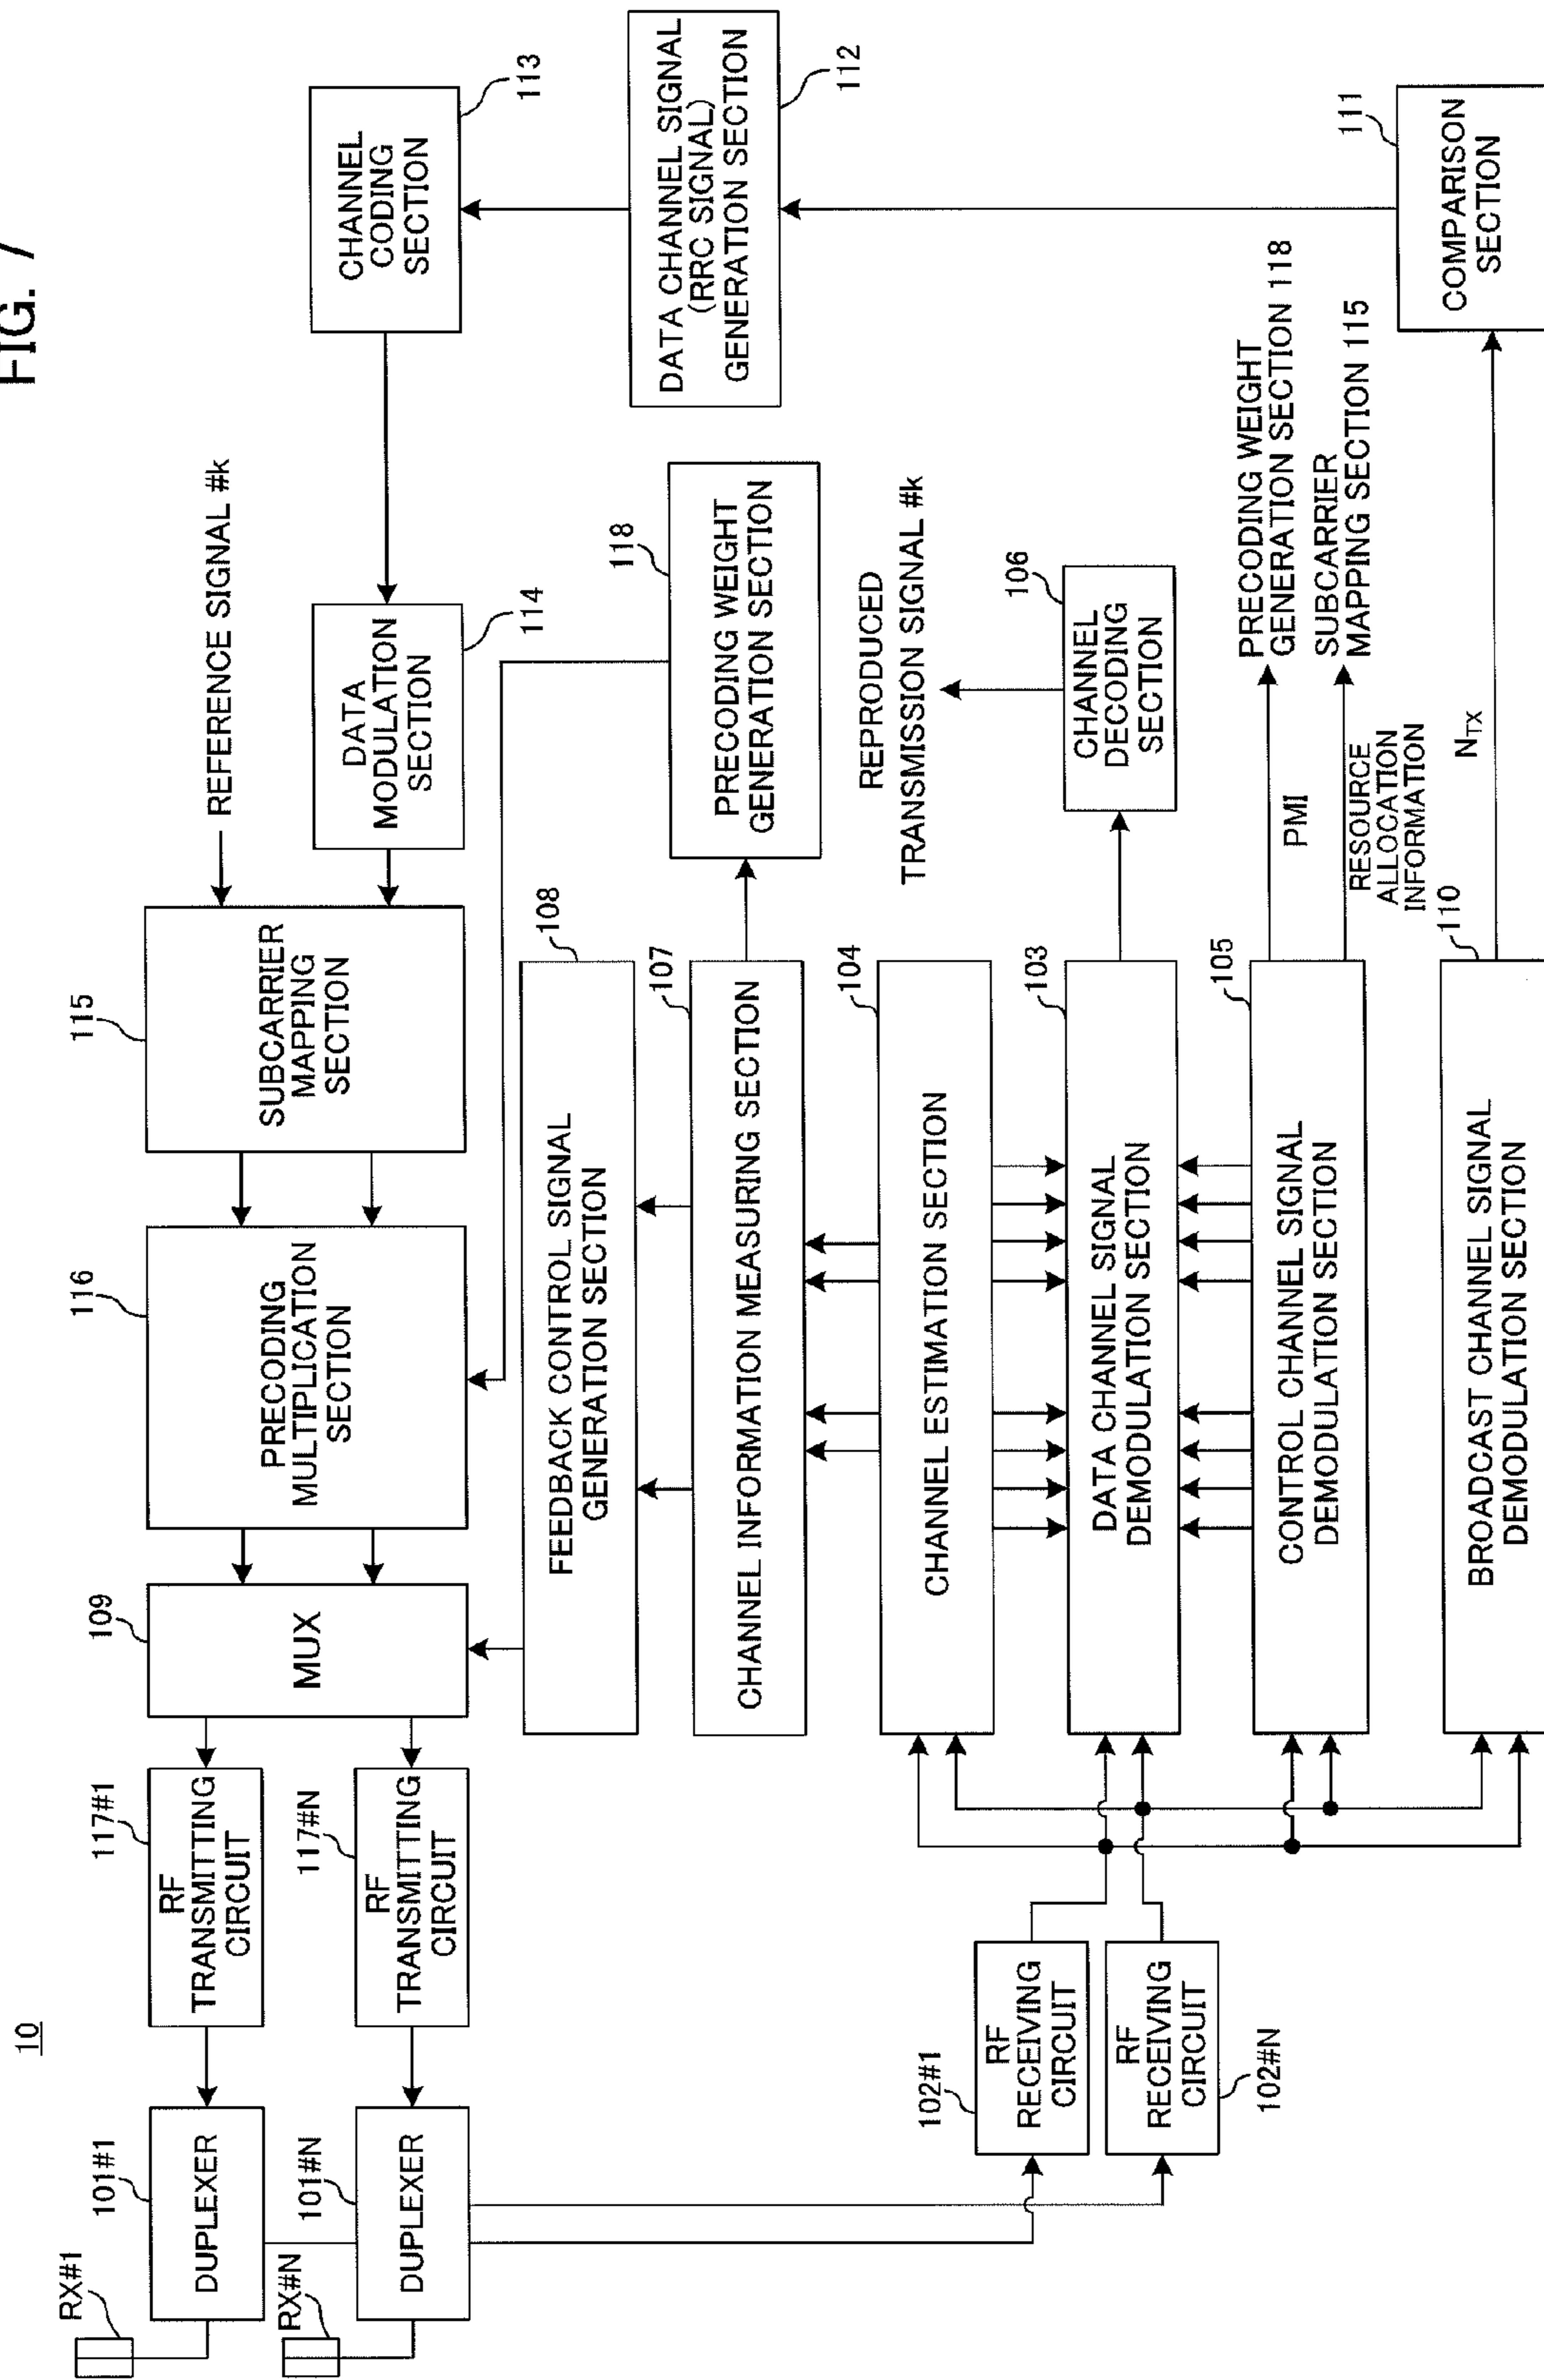 FIG. 7
10
RX#1
101#1
DUPLEXER
RX#N
101#N
DUPLEXER
117#1
RF
TRANSMITTING
CIRCUIT
117#N
RF
TRANSMITTING
CIRCUIT
109
MUX
116
PRECODING
MULTIPLICATION
SECTION
115
SUBCARRIER
MAPPING
SECTION
REFERENCE SIGNAL #k
DATA
MODULATION
SECTION
114
CHANNEL
CODING
SECTION
113
DATA CHANNEL SIGNAL
(RRC SIGNAL)
GENERATION SECTION
112
118
PRECODING WEIGHT
GENERATION SECTION
108
FEEDBACK CONTROL SIGNAL
GENERATION SECTION
107
CHANNEL INFORMATION MEASURING SECTION
104
CHANNEL ESTIMATION SECTION
REPRODUCED
TRANSMISSION SIGNAL #k
106
CHANNEL
DECODING
SECTION
103
DATA CHANNEL SIGNAL
DEMODULATION SECTION
102#1
RF
RECEIVING
CIRCUIT
RF
RECEIVING
CIRCUIT
102#N
105
CONTROL CHANNEL SIGNAL
DEMODULATION SECTION
PMI
PRECODING WEIGHT
GENERATION SECTION 118
SUBCARRIER
MAPPING SECTION 115
RESOURCE
ALLOCATION
INFORMATION
110
BROADCAST CHANNEL SIGNAL
DEMODULATION SECTION
NTX
111
COMPARISON
SECTION